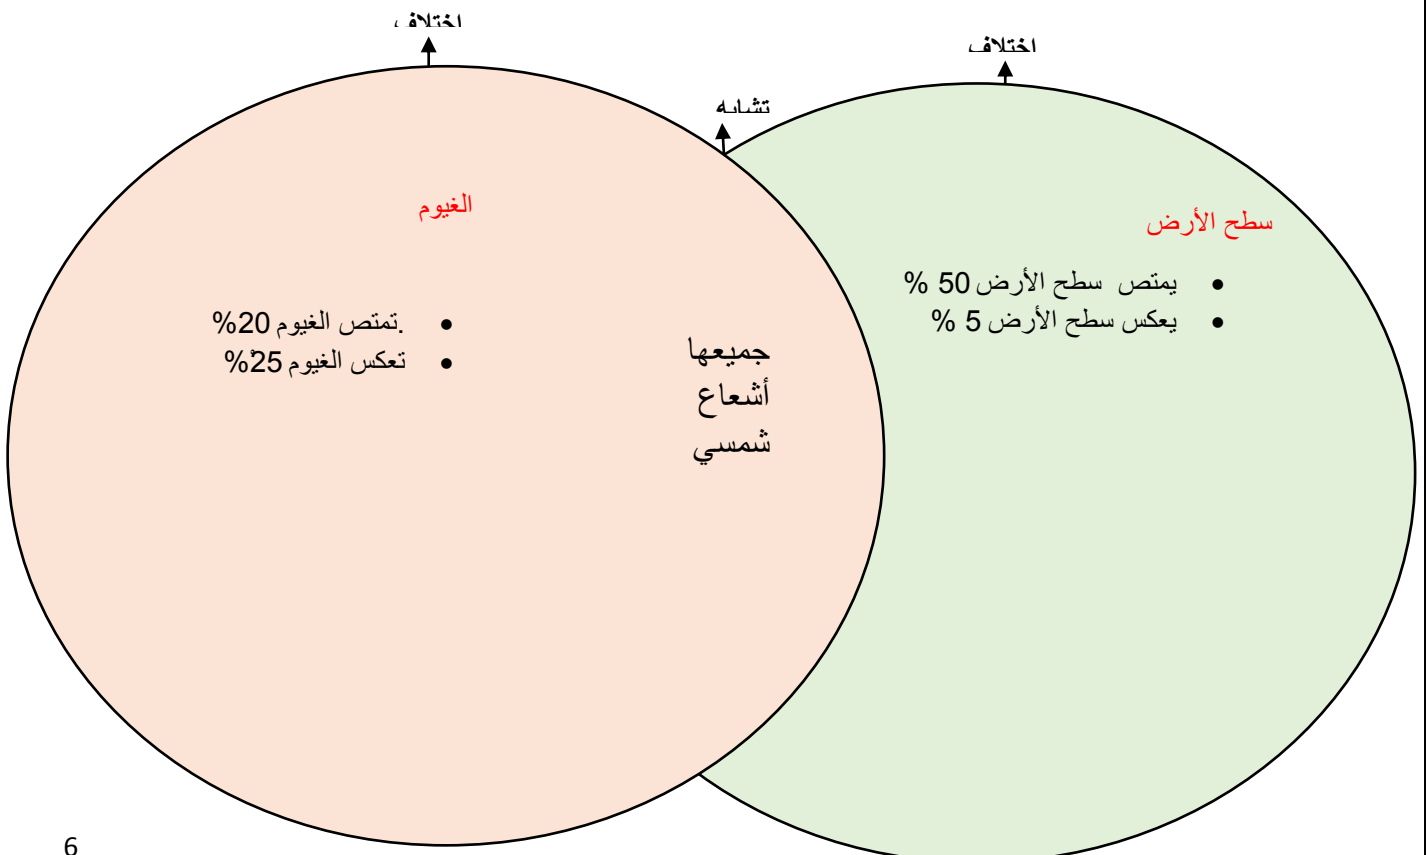 اختلاف
اختلاف
تشابه
الغيوم
سطح الأرض
• يمتص سطح الأرض 50 %
• يعكس سطح الأرض 5 %
• تمتص الغيوم 20%.
• تعكس الغيوم 25%
جميعها
أشعاع
شمسي
6